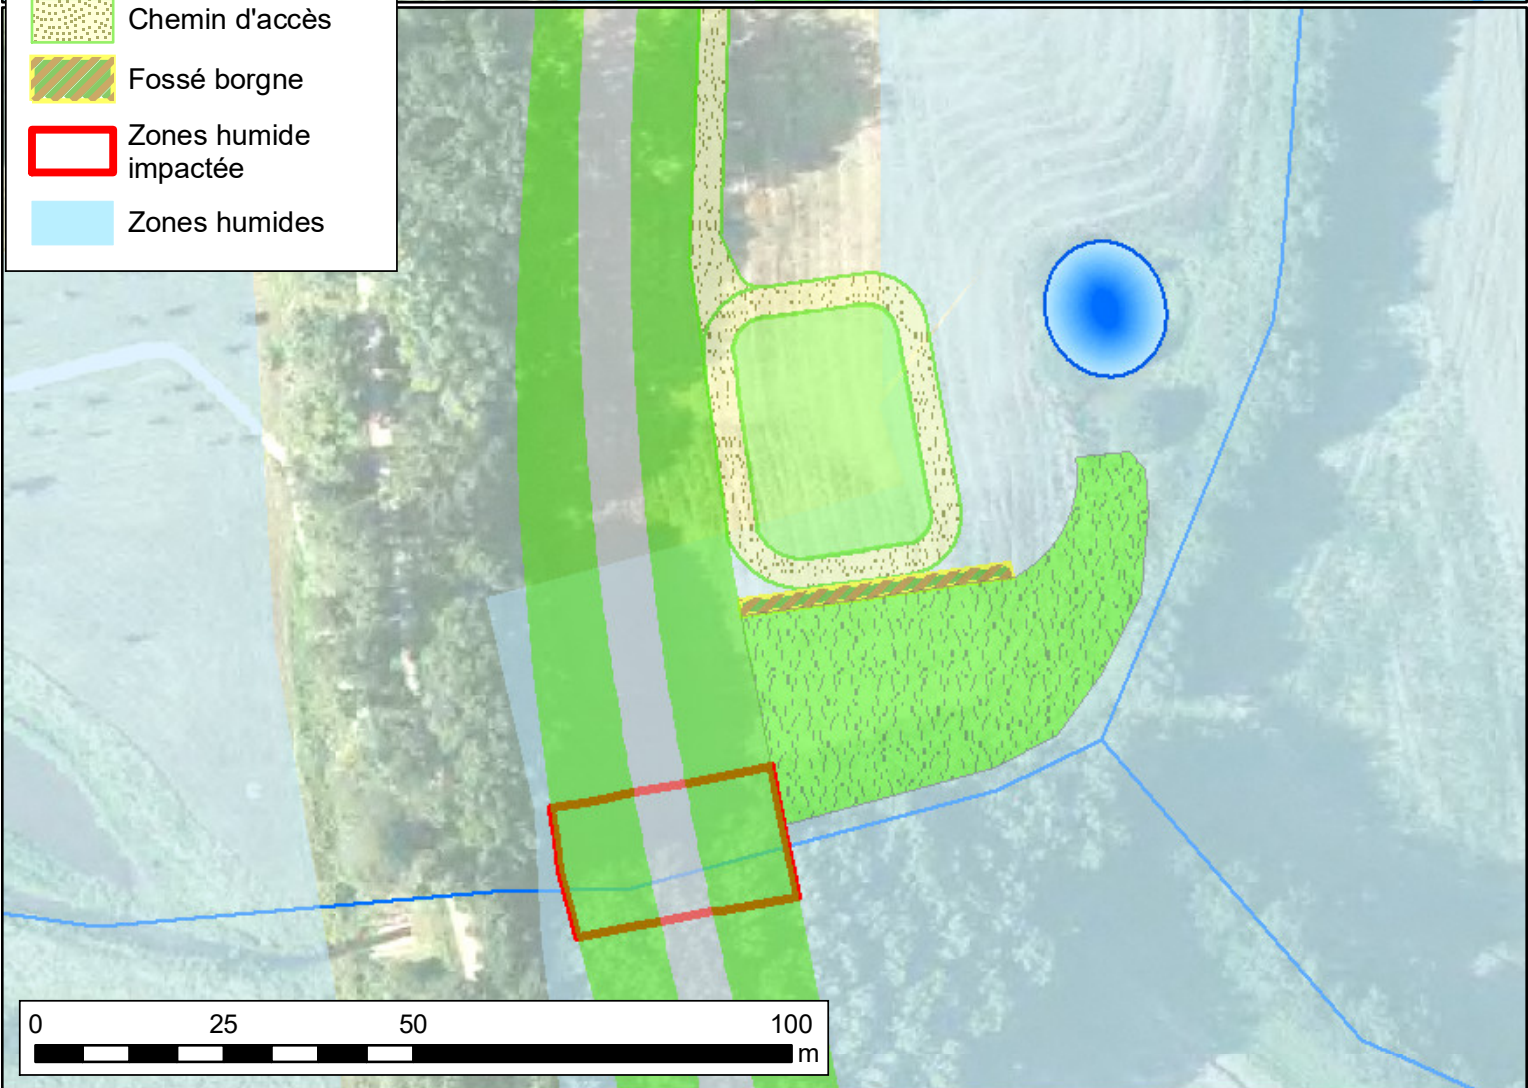 Chemin d'accès
Fossé borgne
Zones humide
impactée
Zones humides
0 25 50 100
m